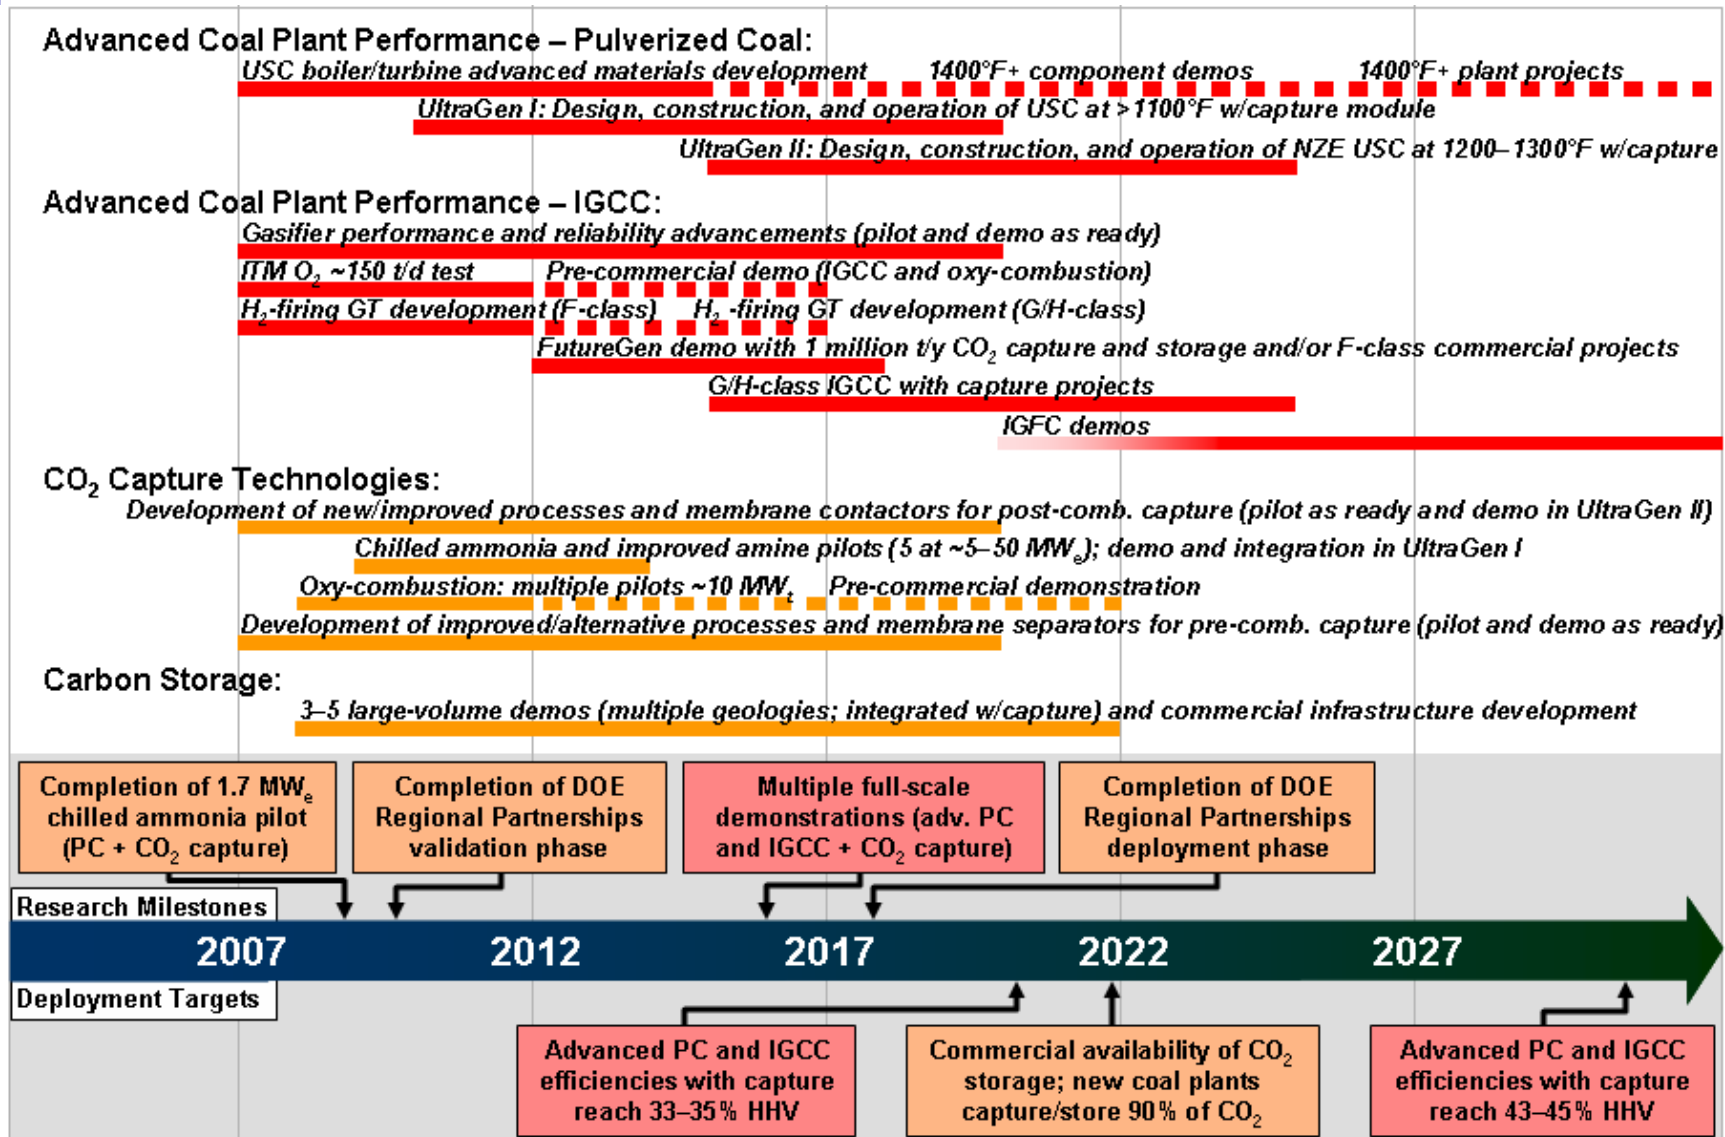 Advanced Coal Plant Performance – Pulverized Coal:
USC boiler/turbine advanced materials development 1400°F+ component demos 1400°F+ plant projects
UltraGen I: Design, construction, and operation of USC at >1100°F w/capture module
UltraGen II: Design, construction, and operation of NZE USC at 1200–1300°F w/capture
Advanced Coal Plant Performance – IGCC:
Gasifier performance and reliability advancements (pilot and demo as ready)
ITM O₂ ~150 t/d test Pre-commercial demo (IGCC and oxy-combustion)
H₂-firing GT development (F-class) H₂ -firing GT development (G/H-class)
FutureGen demo with 1 million t/y CO₂ capture and storage and/or F-class commercial projects
G/H-class IGCC with capture projects
IGFC demos
CO₂ Capture Technologies:
Development of new/improved processes and membrane contactors for post-comb. capture (pilot as ready and demo in UltraGen II)
Chilled ammonia and improved amine pilots (5 at ~5–50 MWₑ); demo and integration in UltraGen I
Oxy-combustion: multiple pilots ~10 MWₜ Pre-commercial demonstration
Development of improved/alternative processes and membrane separators for pre-comb. capture (pilot and demo as ready)
Carbon Storage:
3–5 large-volume demos (multiple geologies; integrated w/capture) and commercial infrastructure development
Completion of 1.7 MWₑ
chilled ammonia pilot
(PC + CO₂ capture)
Completion of DOE
Regional Partnerships
validation phase
Multiple full-scale
demonstrations (adv. PC
and IGCC + CO₂ capture)
Completion of DOE
Regional Partnerships
deployment phase
Research Milestones
2007 2012 2017 2022 2027
Deployment Targets
Advanced PC and IGCC
efficiencies with capture
reach 33–35% HHV
Commercial availability of CO₂
storage; new coal plants
capture/store 90% of CO₂
Advanced PC and IGCC
efficiencies with capture
reach 43–45% HHV